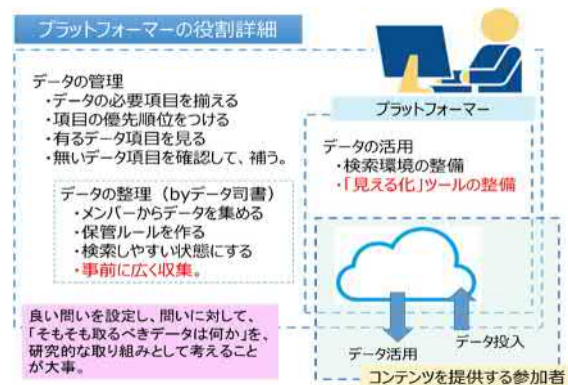 プラットフォーマーの役割詳細
データの管理
・データの必要項目を揃える
・項目の優先順位をつける
・有るデータ項目を見る
・無いデータ項目を確認して、補う。
データの整理（byデータ司書）
・メンバーからデータを集める
・保管ルールを作る
・検索しやすい状態にする
・事前に広く収集。
良い問いを設定し、問いに対して、
「そもそも取るべきデータは何か」を、
研究的な取り組みとして考えること
が大事。
プラットフォーマー
データの活用
・検索環境の整備
・「見える化」ツールの整備
データ活用
データ投入
コンテンツを提供する参加者